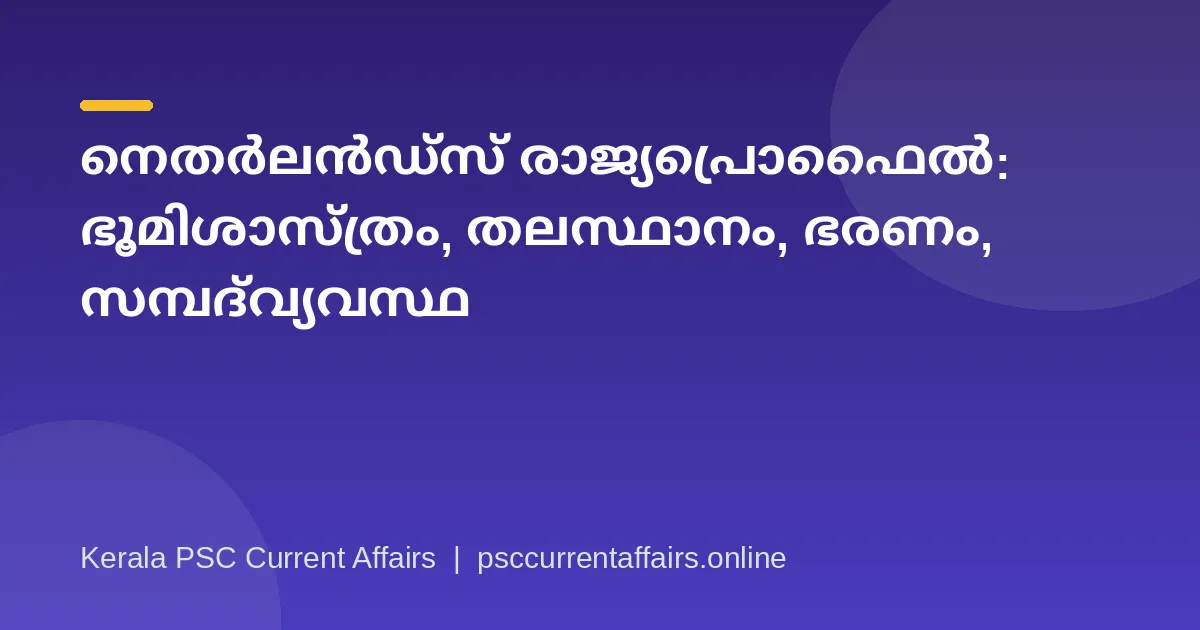 നെതർലൻഡ്സ് രാജ്യപ്രൊഫൈൽ:
ഭൂമിശാസ്ത്രം, തലസ്ഥാനം, ഭരണം,
സമ്പദ്‌വ്യവസ്ഥ
Kerala PSC Current Affairs | psccurrentaffairs.online